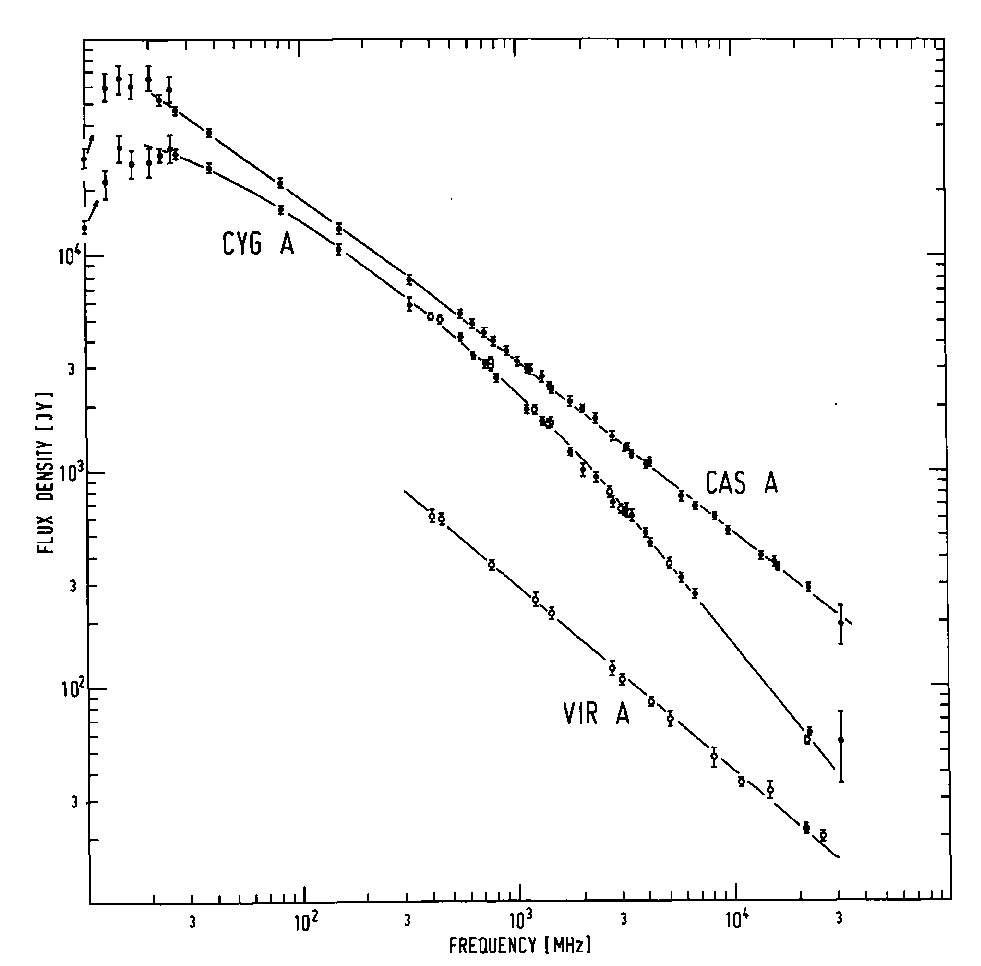 CYG A
10⁴
3
CAS A
10³
3
VIR A
10²
3
FLUX DENSITY [JY]
3 10² 3 10³ 3 10⁴ 3
FREQUENCY [MHz]